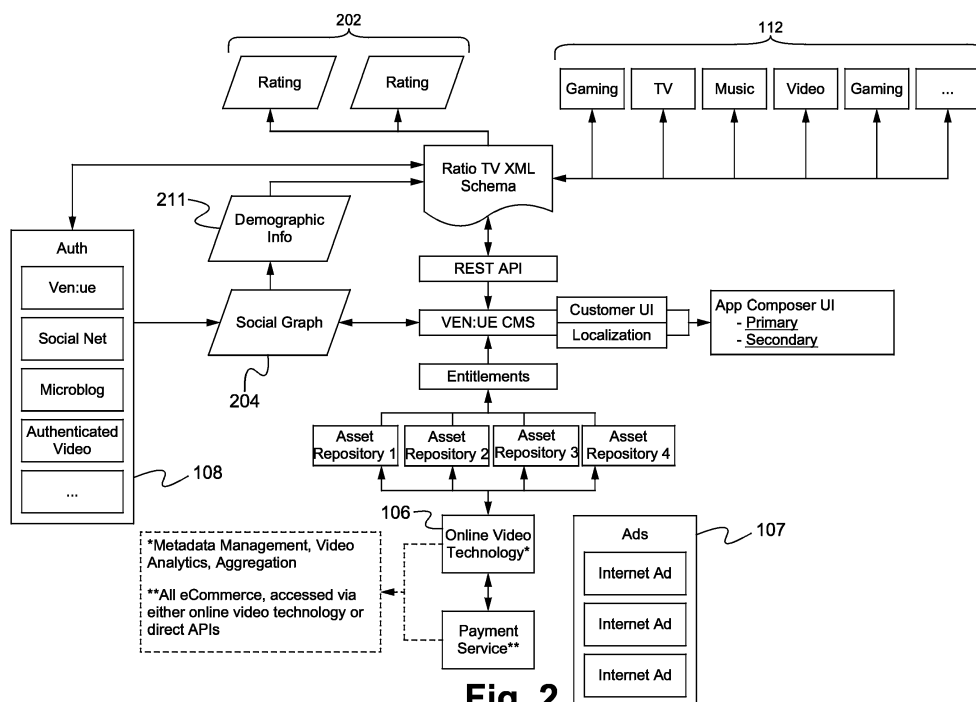 202
112
Rating
Rating
Gaming
TV
Music
Video
Gaming
...
Ratio TV XML
Schema
211
Demographic
Info
Auth
Ven:ue
Social Net
Microblog
Authenticated
Video
...
108
REST API
Social Graph
204
VEN:UE CMS
Customer UI
Localization
App Composer UI
- Primary
- Secondary
Entitlements
Asset
Repository 1
Asset
Repository 2
Asset
Repository 3
Asset
Repository 4
106
Online Video
Technology*
*Metadata Management, Video
Analytics, Aggregation
**All eCommerce, accessed via
either online video technology or
direct APIs
Payment
Service**
107
Ads
Internet Ad
Internet Ad
Internet Ad
Fig. 2